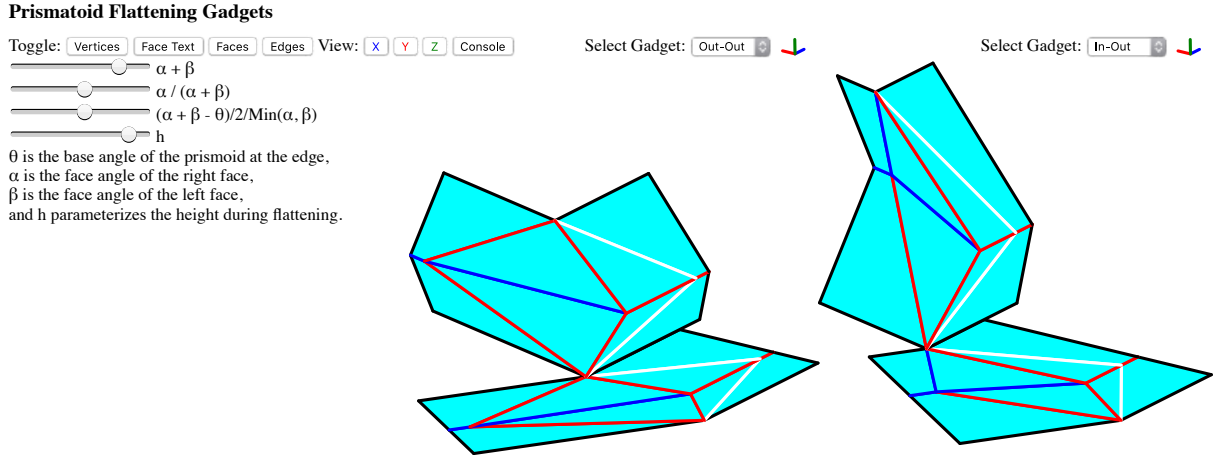 Prismatoid Flattening Gadgets
Toggle: Vertices Face Text Faces Edges View: X Y Z Console Select Gadget: Out-Out Select Gadget: In-Out
α + β
α / (α + β)
(α + β - θ)/2/Min(α, β)
h
θ is the base angle of the prismoid at the edge,
α is the face angle of the right face,
β is the face angle of the left face,
and h parameterizes the height during flattening.